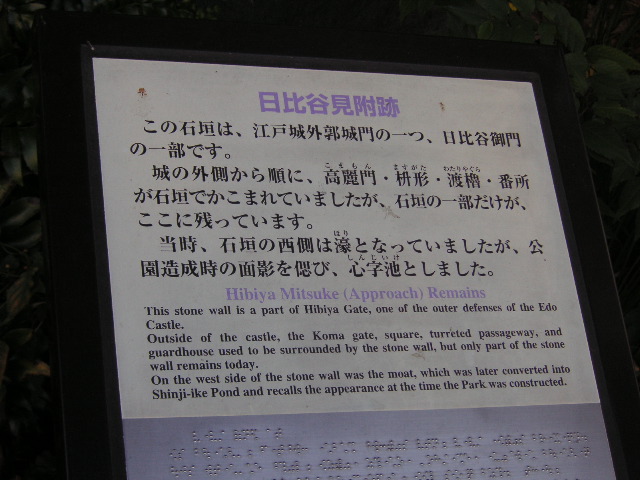 日比谷見附跡
この石垣は、江戸城外郭城門の一つ、日比谷御門
の一部です。
城の外側から順に、高麗門・枡形・渡櫓・番所
が石垣でかこまれていましたが、石垣の一部だけが、
ここに残っています。
当時、石垣の西側は濠となっていましたが、公
園造成時の面影を偲び、心字池としました。
Hibiya Mitsuke (Approach) Remains
This stone wall is a part of Hibiya Gate, one of the outer defenses of the Edo
Castle.
Outside of the castle, the Koma gate, square, turreted passageway, and
guardhouse used to be surrounded by the stone wall, but only part of the stone
wall remains today.
On the west side of the stone wall was the moat, which was later converted into
Shinji-ike Pond and recalls the appearance at the time the Park was constructed.